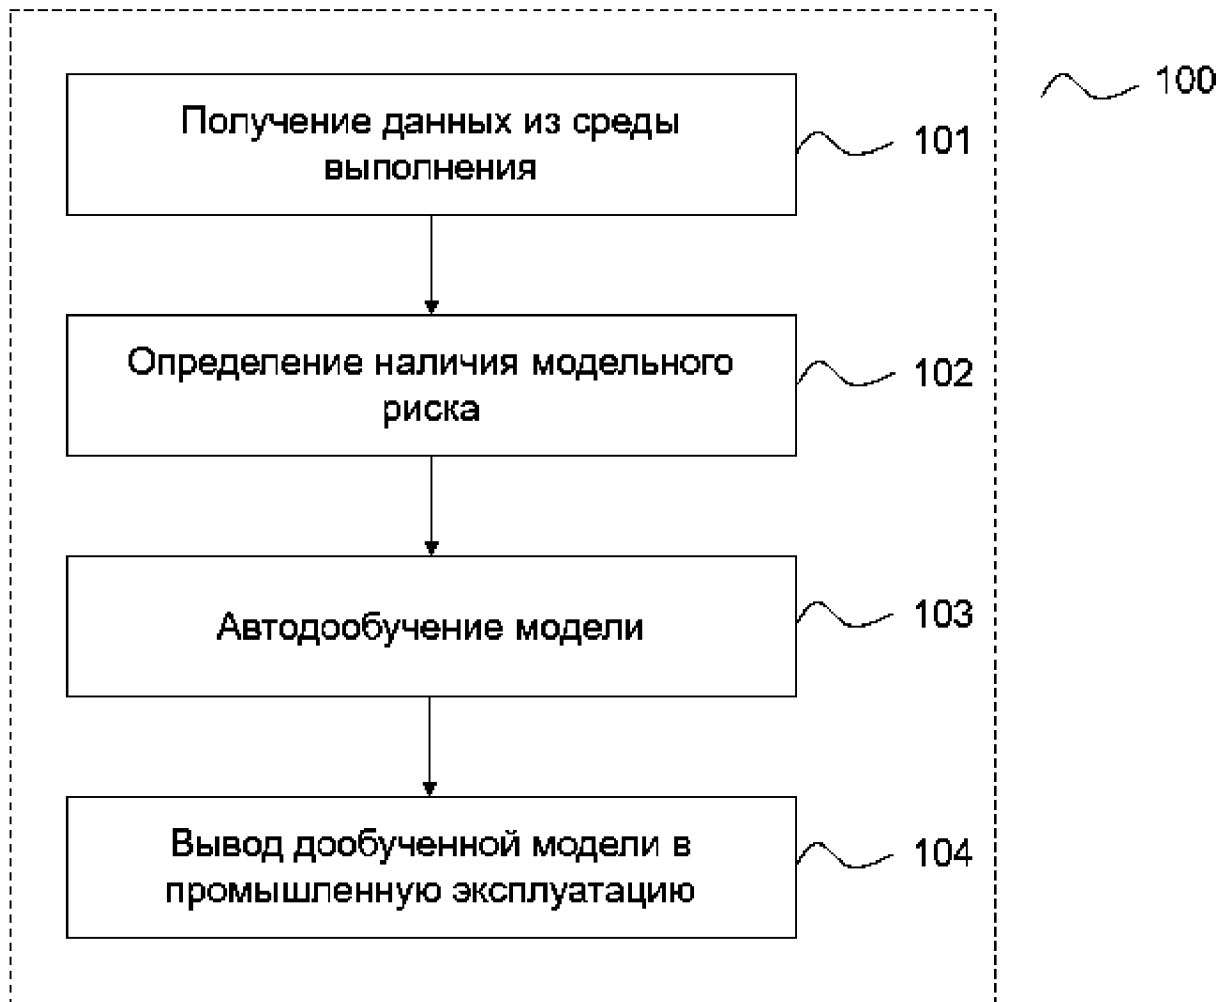 100
Получение данных из среды
выполнения
101
Определение наличия модельного
риска
102
Автодообучение модели
103
Вывод дообученной модели в
промышленную эксплуатацию
104